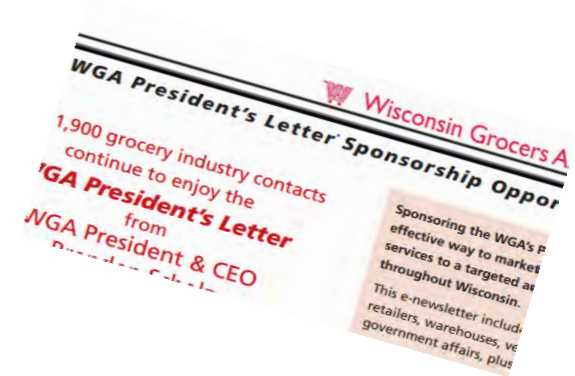 Wisconsin Grocers A
WGA President's Letter Sponsorship Oppor
1,900 grocery industry contacts
continue to enjoy the
WGA President's Letter
from
WGA President & CEO
Sponsoring the WGA's P
effective way to market
services to a targeted
throughout Wisconsin.
This e-newsletter includ
retailers, warehouses, ve
government affairs, plus